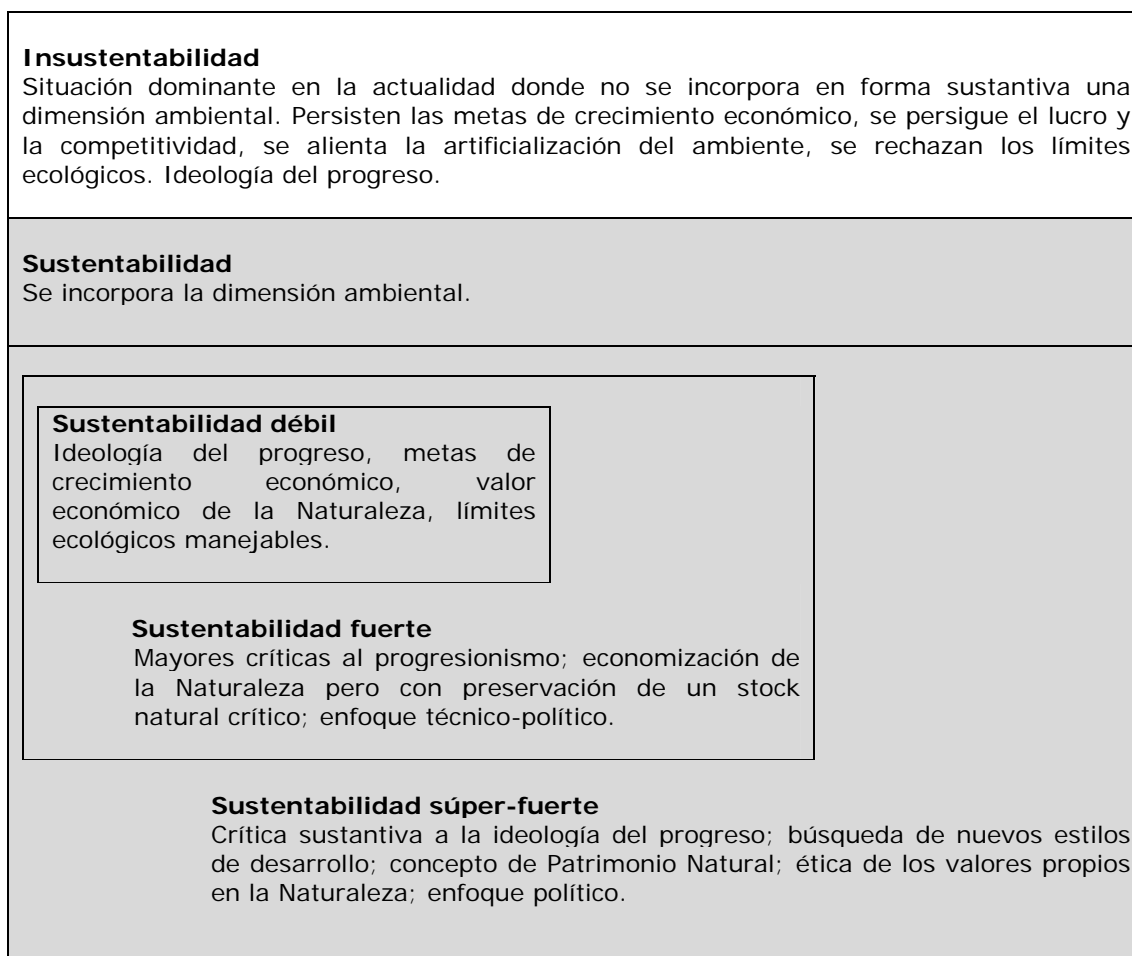 Insustentabilidad
Situación dominante en la actualidad donde no se incorpora en forma sustantiva una
dimensión ambiental. Persisten las metas de crecimiento económico, se persigue el lucro y
la competitividad, se alienta la artificialización del ambiente, se rechazan los límites
ecológicos. Ideología del progreso.
Sustentabilidad
Se incorpora la dimensión ambiental.
Sustentabilidad débil
Ideología del progreso, metas de
crecimiento económico, valor
económico de la Naturaleza, límites
ecológicos manejables.
Sustentabilidad fuerte
Mayores críticas al progresionismo; economización de
la Naturaleza pero con preservación de un stock
natural crítico; enfoque técnico-político.
Sustentabilidad súper-fuerte
Crítica sustantiva a la ideología del progreso; búsqueda de nuevos estilos
de desarrollo; concepto de Patrimonio Natural; ética de los valores propios
en la Naturaleza; enfoque político.